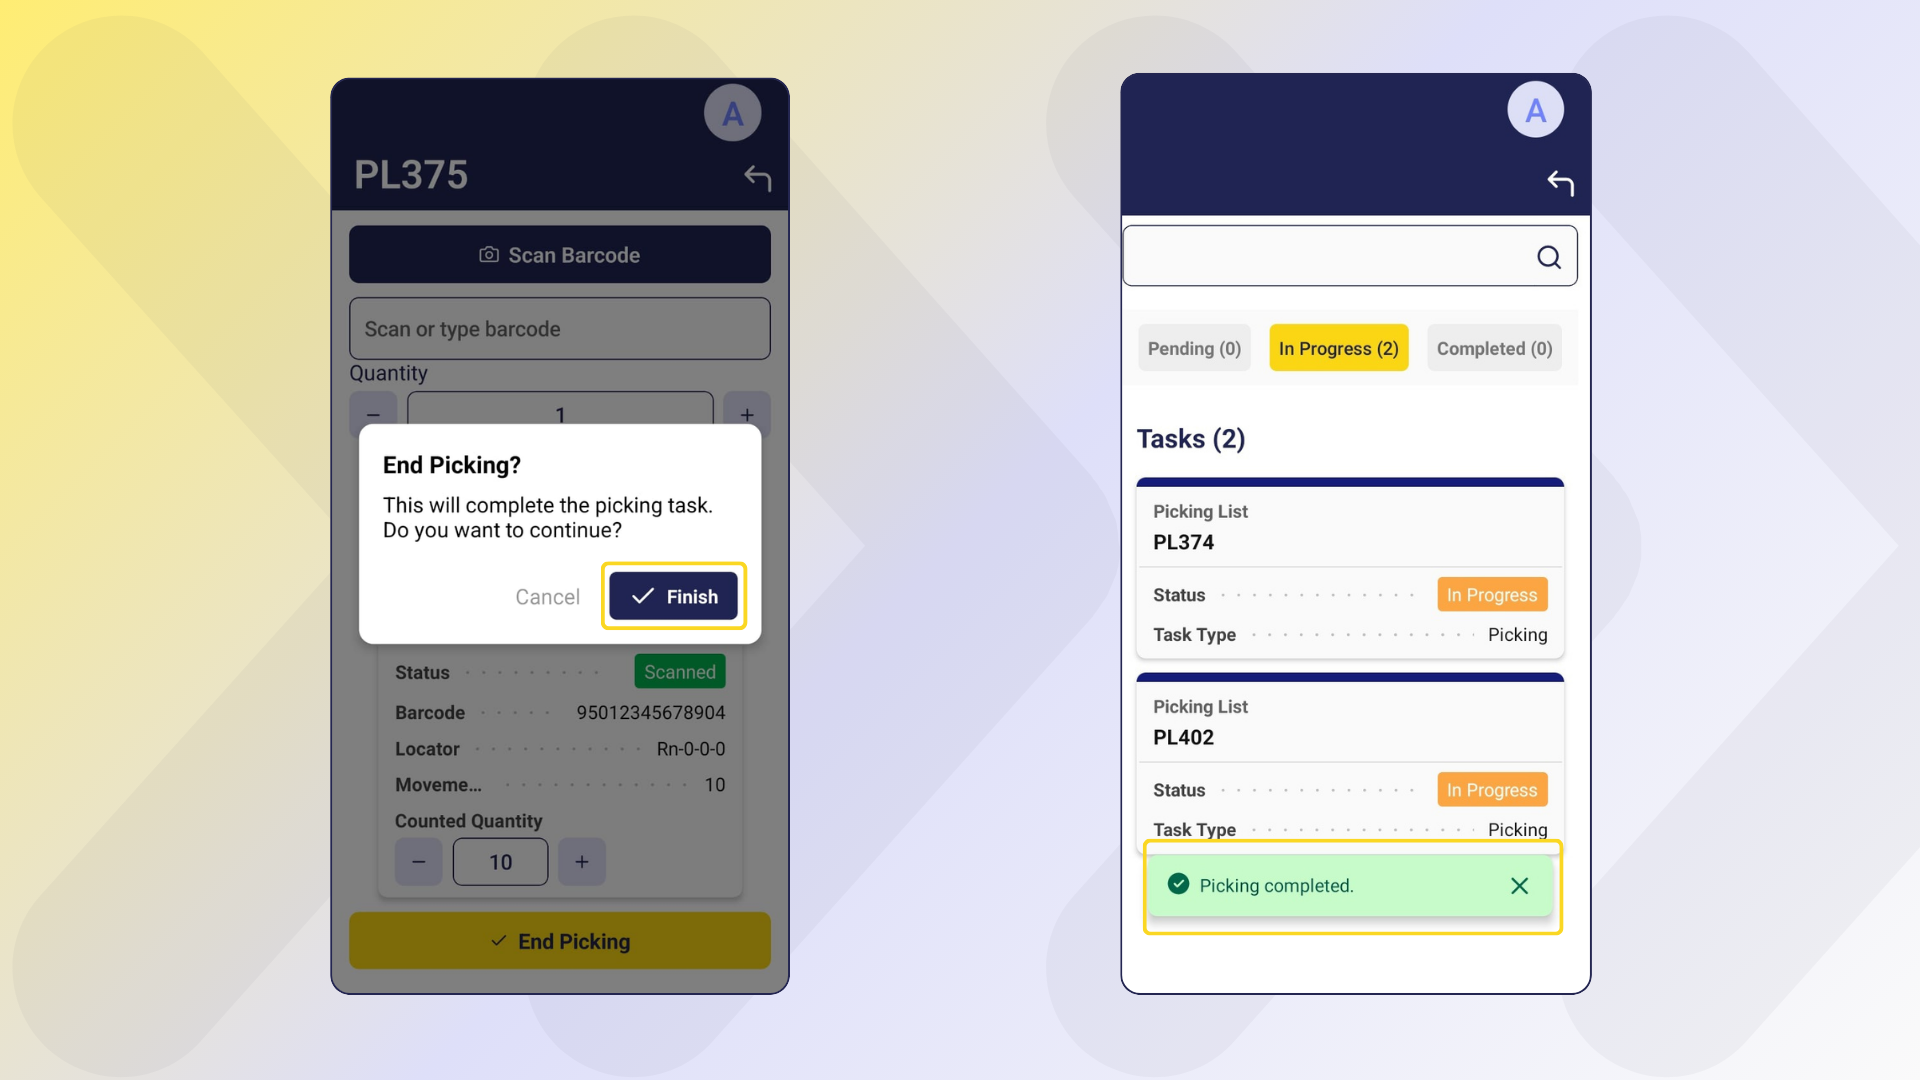 A
PL375
Scan Barcode
Scan or type barcode
Quantity
− 1 +
End Picking?
This will complete the picking task.
Do you want to continue?
Cancel Finish
Status Scanned
Barcode 95012345678904
Locator Rn-0-0-0
Moveme... 10
Counted Quantity
− 10 +
End Picking
A
Pending (0) In Progress (2) Completed (0)
Tasks (2)
Picking List
PL374
Status In Progress
Task Type Picking
Picking List
PL402
Status In Progress
Task Type Picking
Picking completed.